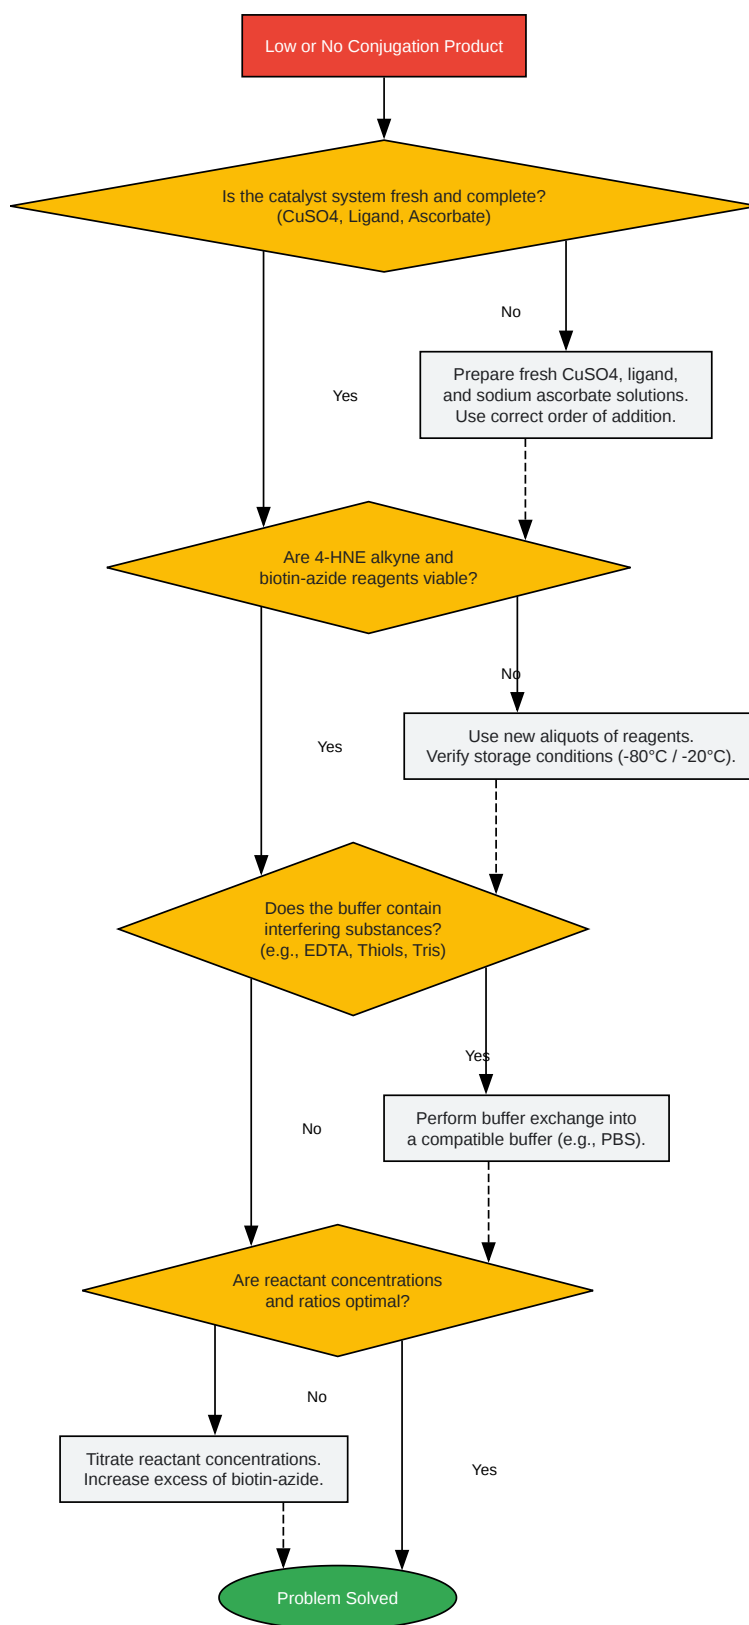 Low or No Conjugation Product
Is the catalyst system fresh and complete?
(CuSO4, Ligand, Ascorbate)
No
Prepare fresh CuSO4, ligand,
and sodium ascorbate solutions.
Use correct order of addition.
Yes
Are 4-HNE alkyne and
biotin-azide reagents viable?
No
Use new aliquots of reagents.
Verify storage conditions (-80°C / -20°C).
Yes
Does the buffer contain
interfering substances?
(e.g., EDTA, Thiols, Tris)
Yes
Perform buffer exchange into
a compatible buffer (e.g., PBS).
No
Are reactant concentrations
and ratios optimal?
No
Titrate reactant concentrations.
Increase excess of biotin-azide.
Yes
Problem Solved